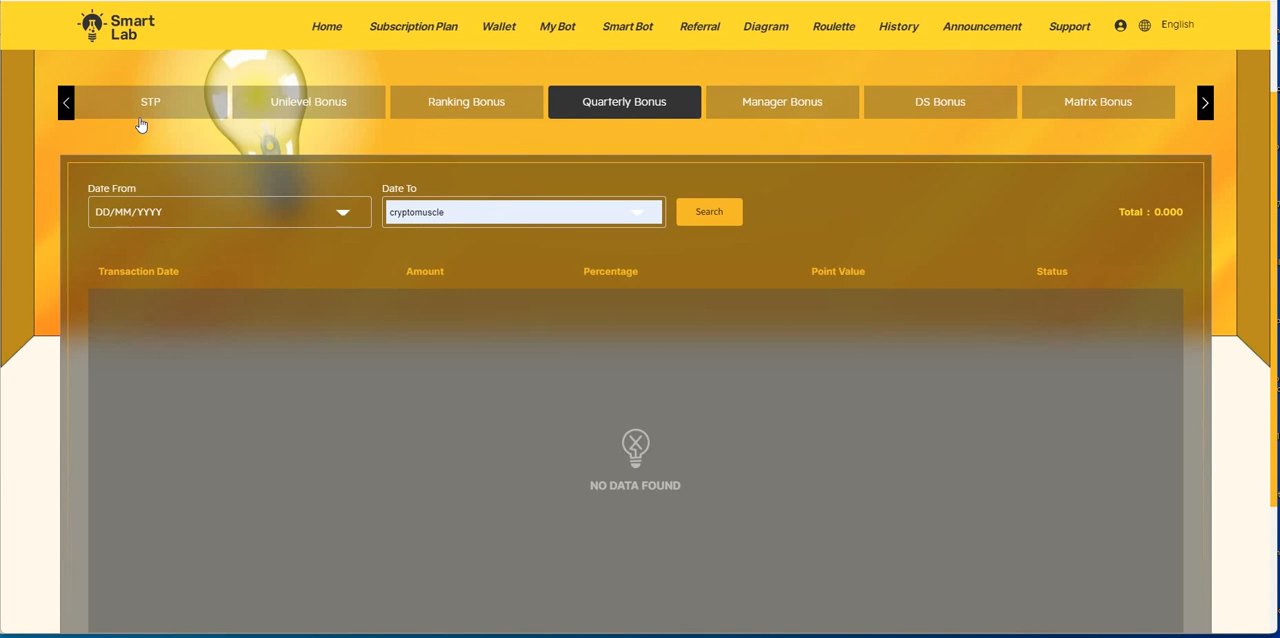 Smart Lab
Home Subscription Plan Wallet My Bot Smart Bot Referral Diagram Roulette History Announcement Support English
STP Unilevel Bonus Ranking Bonus Quarterly Bonus Manager Bonus DS Bonus Matrix Bonus
Date From Date To
DD/MM/YYYY cryptomuscle Search Total : 0.000
Transaction Date Amount Percentage Point Value Status
NO DATA FOUND